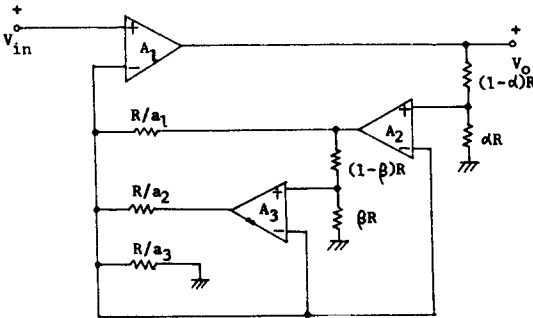 +
V_in
+
−
A_1
+
V_o
(1-α)R
αR
+
−
A_2
R/a_1
(1-β)R
βR
+
−
A_3
R/a_2
R/a_3